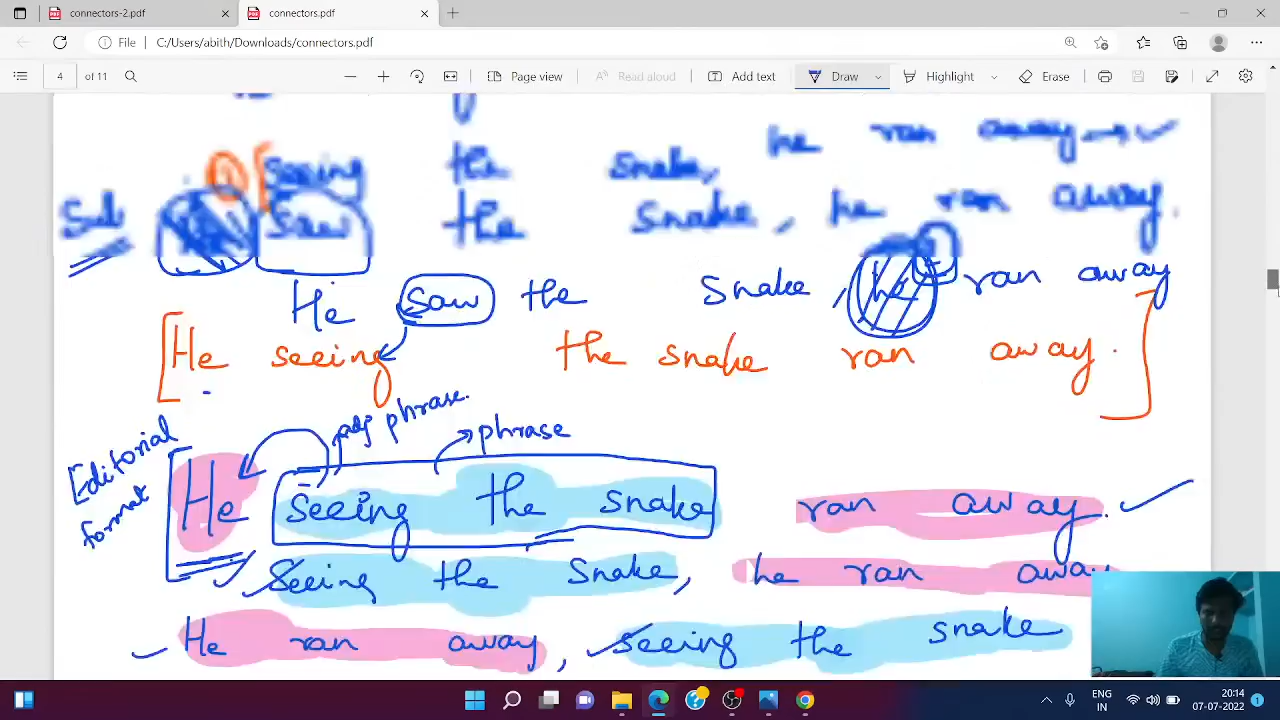 connectors-2.pdf
connectors.pdf
File C:/Users/abith/Downloads/connectors.pdf
4 of 11
Page view
Read aloud
Add text
Draw
Highlight
Erase
he ran away
① [seeing the snake,
Sub saw the snake, he ran away.
He saw the snake, he ran away
[He seeing the snake ran away.]
adj phrase.
phrase
[Editorial format
[He seeing the snake ran away.
Seeing the snake, he ran away
He ran away, seeing the snake
ENG
IN
20:14
07-07-2022
1